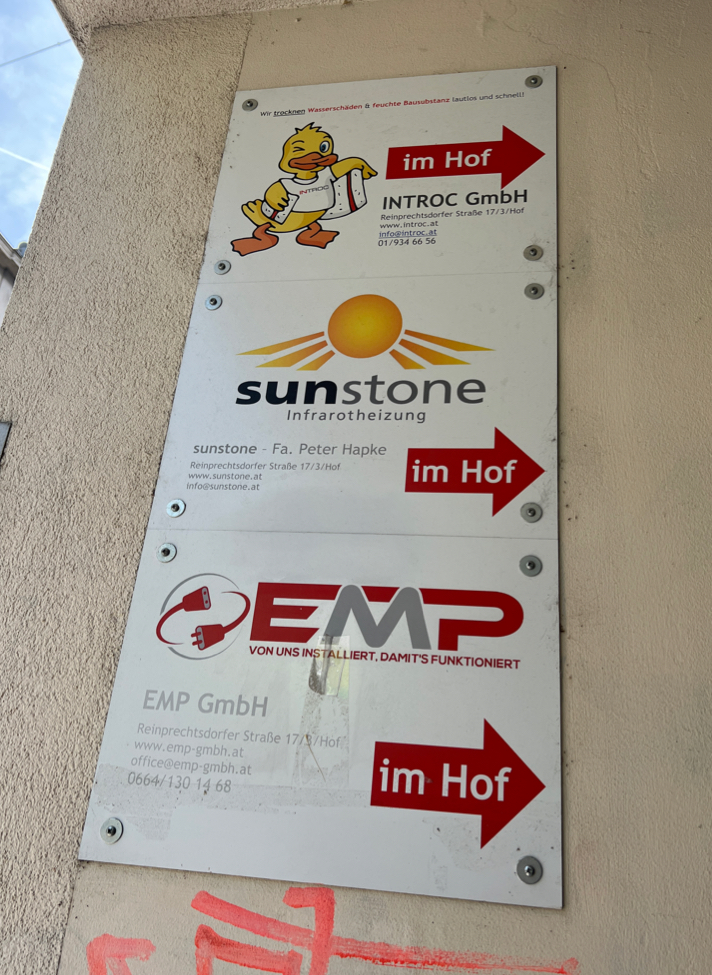 Wir trocknen Wasserschäden & feuchte Bausubstanz lautlos und schnell!
INTROC
im Hof
INTROC GmbH
Reinprechtsdorfer Straße 17/3/Hof
www.introc.at
info@introc.at
01/934 66 56
sunstone
Infrarotheizung
sunstone - Fa. Peter Hapke
Reinprechtsdorfer Straße 17/3/Hof
www.sunstone.at
info@sunstone.at
im Hof
EMP
VON UNS INSTALLIERT, DAMIT'S FUNKTIONIERT
EMP GmbH
Reinprechtsdorfer Straße 17/3/Hof
www.emp-gmbh.at
office@emp-gmbh.at
0664/130 14 68
im Hof